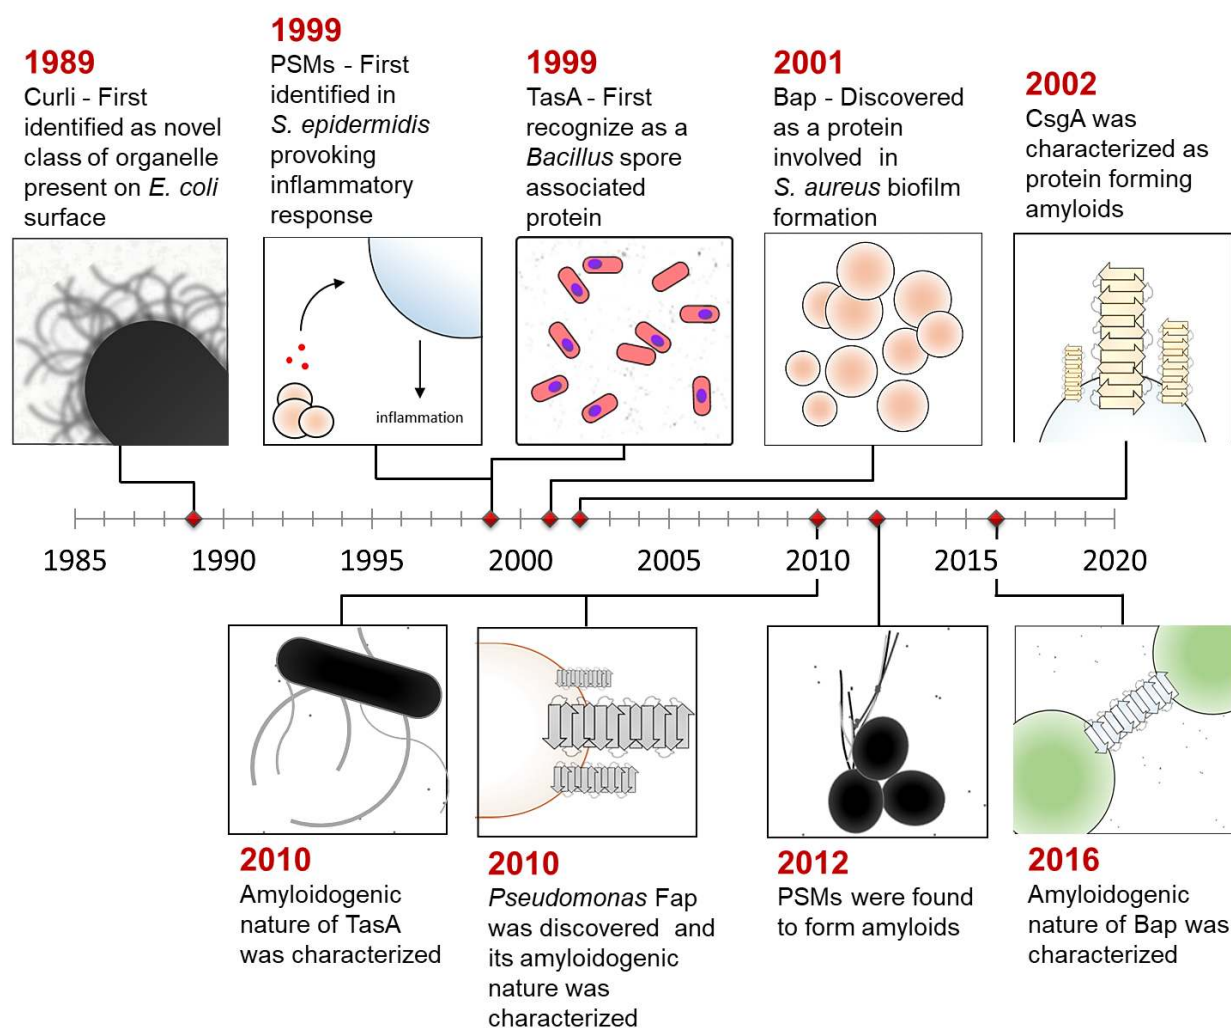 1989
Curli - First
identified as novel
class of organelle
present on E. coli
surface
1999
PSMs - First
identified in
S. epidermidis
provoking
inflammatory
response
inflammation
1999
TasA - First
recognize as a
Bacillus spore
associated
protein
2001
Bap - Discovered
as a protein
involved in
S. aureus biofilm
formation
2002
CsgA was
characterized as
protein forming
amyloids
1985 1990 1995 2000 2005 2010 2015 2020
2010
Amyloidogenic
nature of TasA
was characterized
2010
Pseudomonas Fap
was discovered and
its amyloidogenic
nature was
characterized
2012
PSMs were found
to form amyloids
2016
Amyloidogenic
nature of Bap was
characterized